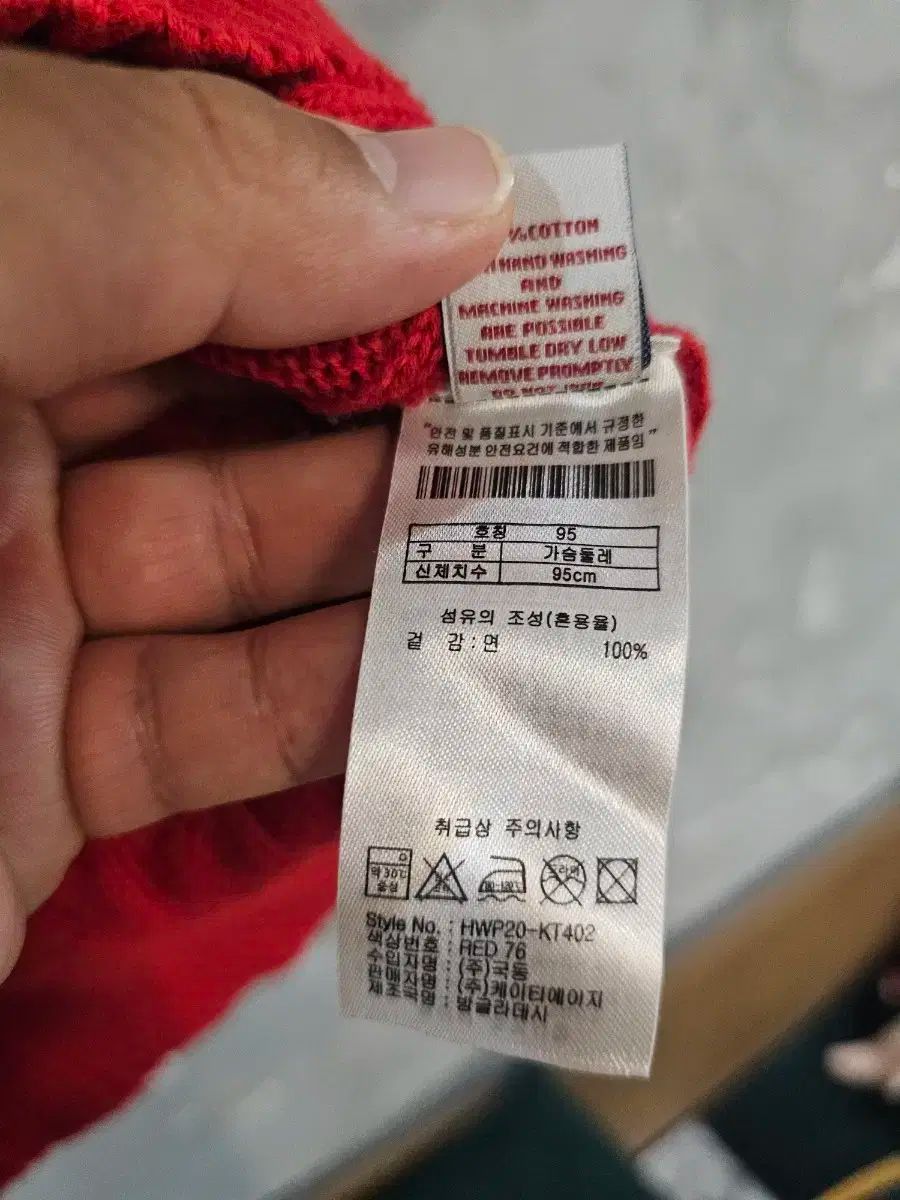 %COTTON
HAND WASHING
AND
MACHINE WASHING
ARE POSSIBLE
TUMBLE DRY LOW
REMOVE PROMPTLY
DO NOT
"안전 및 품질표시 기준에서 규정한
유해성분 안전요건에 적합한 제품임"
호칭 95
구 분 가슴둘레
신체치수 95cm
섬유의 조성(혼용율)
겉 감 : 면 100%
취급상 주의사항
약30℃
중성
드라이
Style No. : HWP20-KT402
색상번호 : RED 76
수입자명 : (주)국동
판매자명 : (주)케이티에이지
제조국명 : 방글라데시